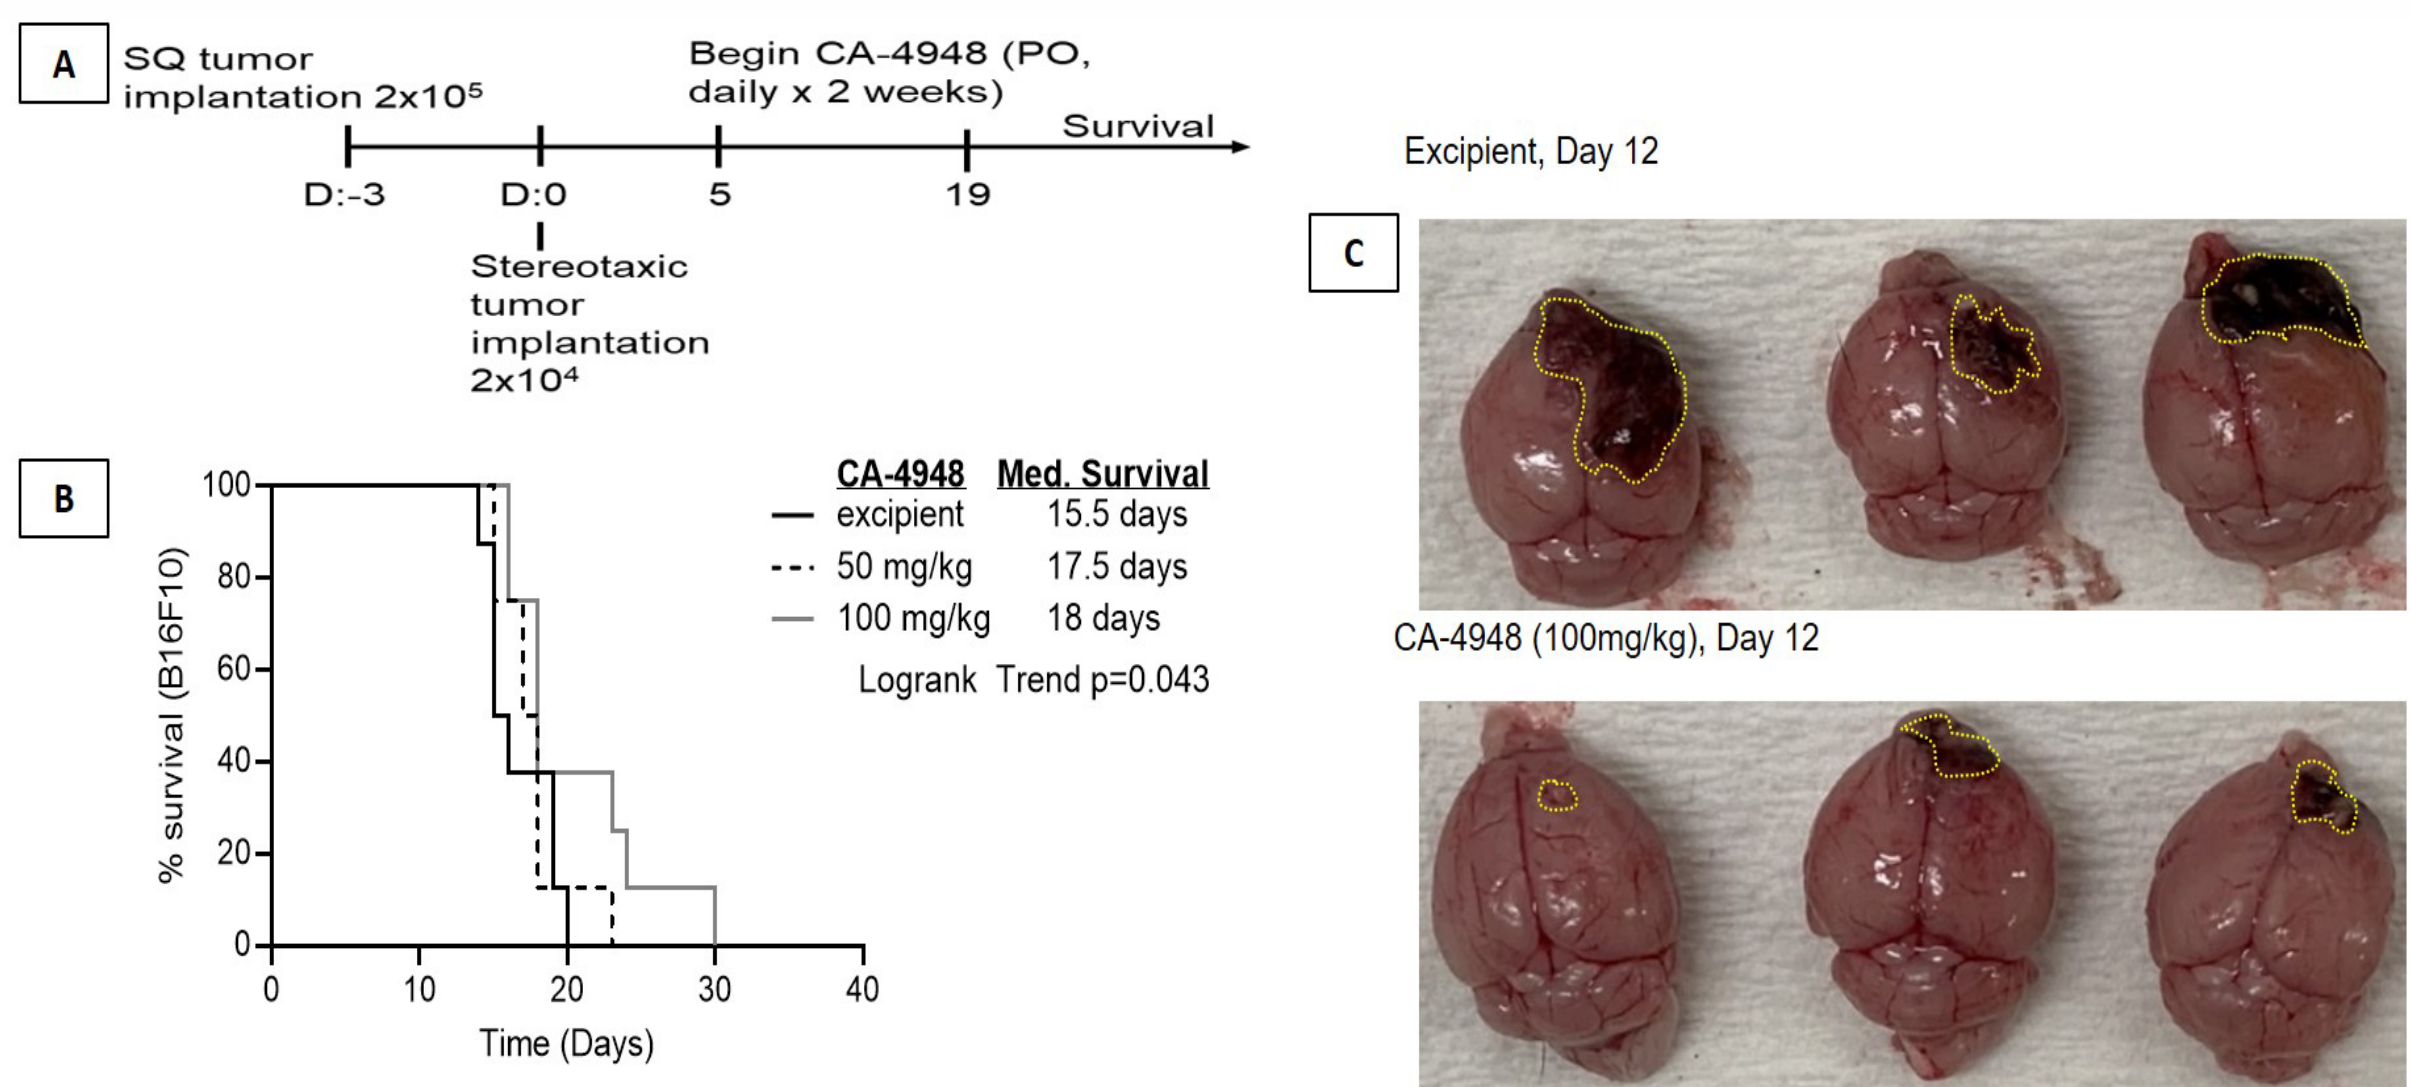 A
SQ tumor
implantation 2x10⁵
Begin CA-4948 (PO,
daily x 2 weeks)
Survival
D:-3
D:0
5
19
Stereotaxic
tumor
implantation
2x10⁴
B
100
80
60
40
20
0
% survival (B16F10)
0
10
20
30
40
Time (Days)
CA-4948 Med. Survival
excipient 15.5 days
50 mg/kg 17.5 days
100 mg/kg 18 days
Logrank Trend p=0.043
Excipient, Day 12
C
CA-4948 (100mg/kg), Day 12